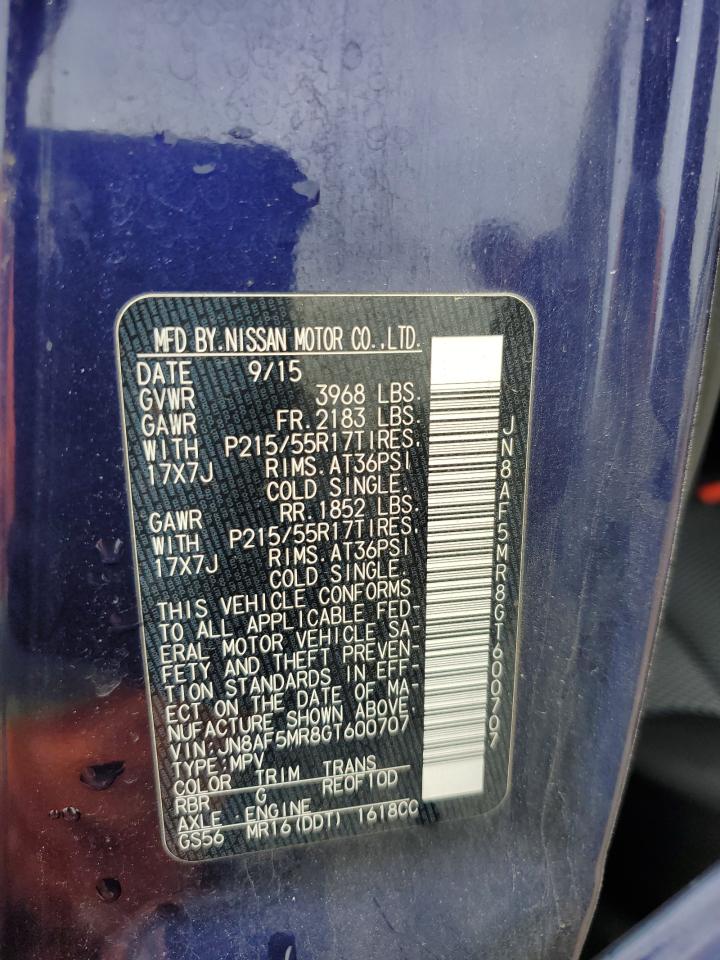 MFD BY.NISSAN MOTOR CO.,LTD.
DATE 9/15
GVWR 3968 LBS.
GAWR FR.2183 LBS.
WITH P215/55R17TIRES.
17X7J RIMS.AT36PSI
COLD SINGLE.
GAWR RR.1852 LBS.
WITH P215/55R17TIRES.
17X7J RIMS.AT36PSI
COLD SINGLE.
THIS VEHICLE CONFORMS
TO ALL APPLICABLE FED-
ERAL MOTOR VEHICLE SA-
FETY AND THEFT PREVEN-
TION STANDARDS IN EFF-
ECT ON THE DATE OF MA-
NUFACTURE SHOWN ABOVE.
VIN:JN8AF5MR8GT600707
TYPE:MPV
COLOR TRIM TRANS
RBR G RE0F10D
AXLE ENGINE
GS56 MR16(DDT) 1618CC
JN8AF5MR8GT600707